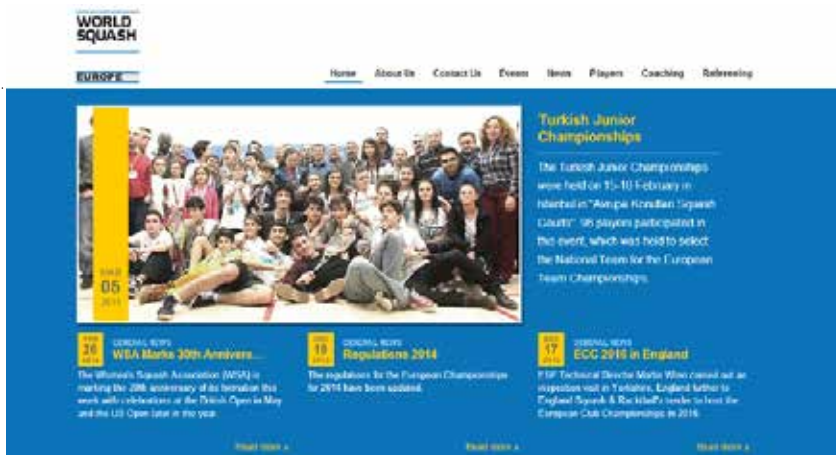 WORLD
SQUASH
EUROPE
Home About Us Contact Us Events News Players Coaching Refereeing
Turkish Junior
Championships
The Turkish Junior Championships
were held on 15-18 February in
Istanbul in "Avrupa Konutları Squash
Courts". 96 players participated in
this event, which was held to select
the National Team for the European
Team Championships.
05
26
GENERAL NEWS
WSA Marks 30th Annivers...
The Women's Squash Association (WSA) is
marking the 30th anniversary of its formation this
week with celebrations at the British Open in May
and the US Open later in the year.
Read more »
GENERAL NEWS
Regulations 2014
The regulations for the European Championships
for 2014 have been updated.
Read more »
17
GENERAL NEWS
ECC 2016 in England
ESF Technical Director Martin carried out an
inspection visit in Yorkshire, England further to
England Squash & Racketball's tender to host the
European Club Championships in 2016.
Read more »